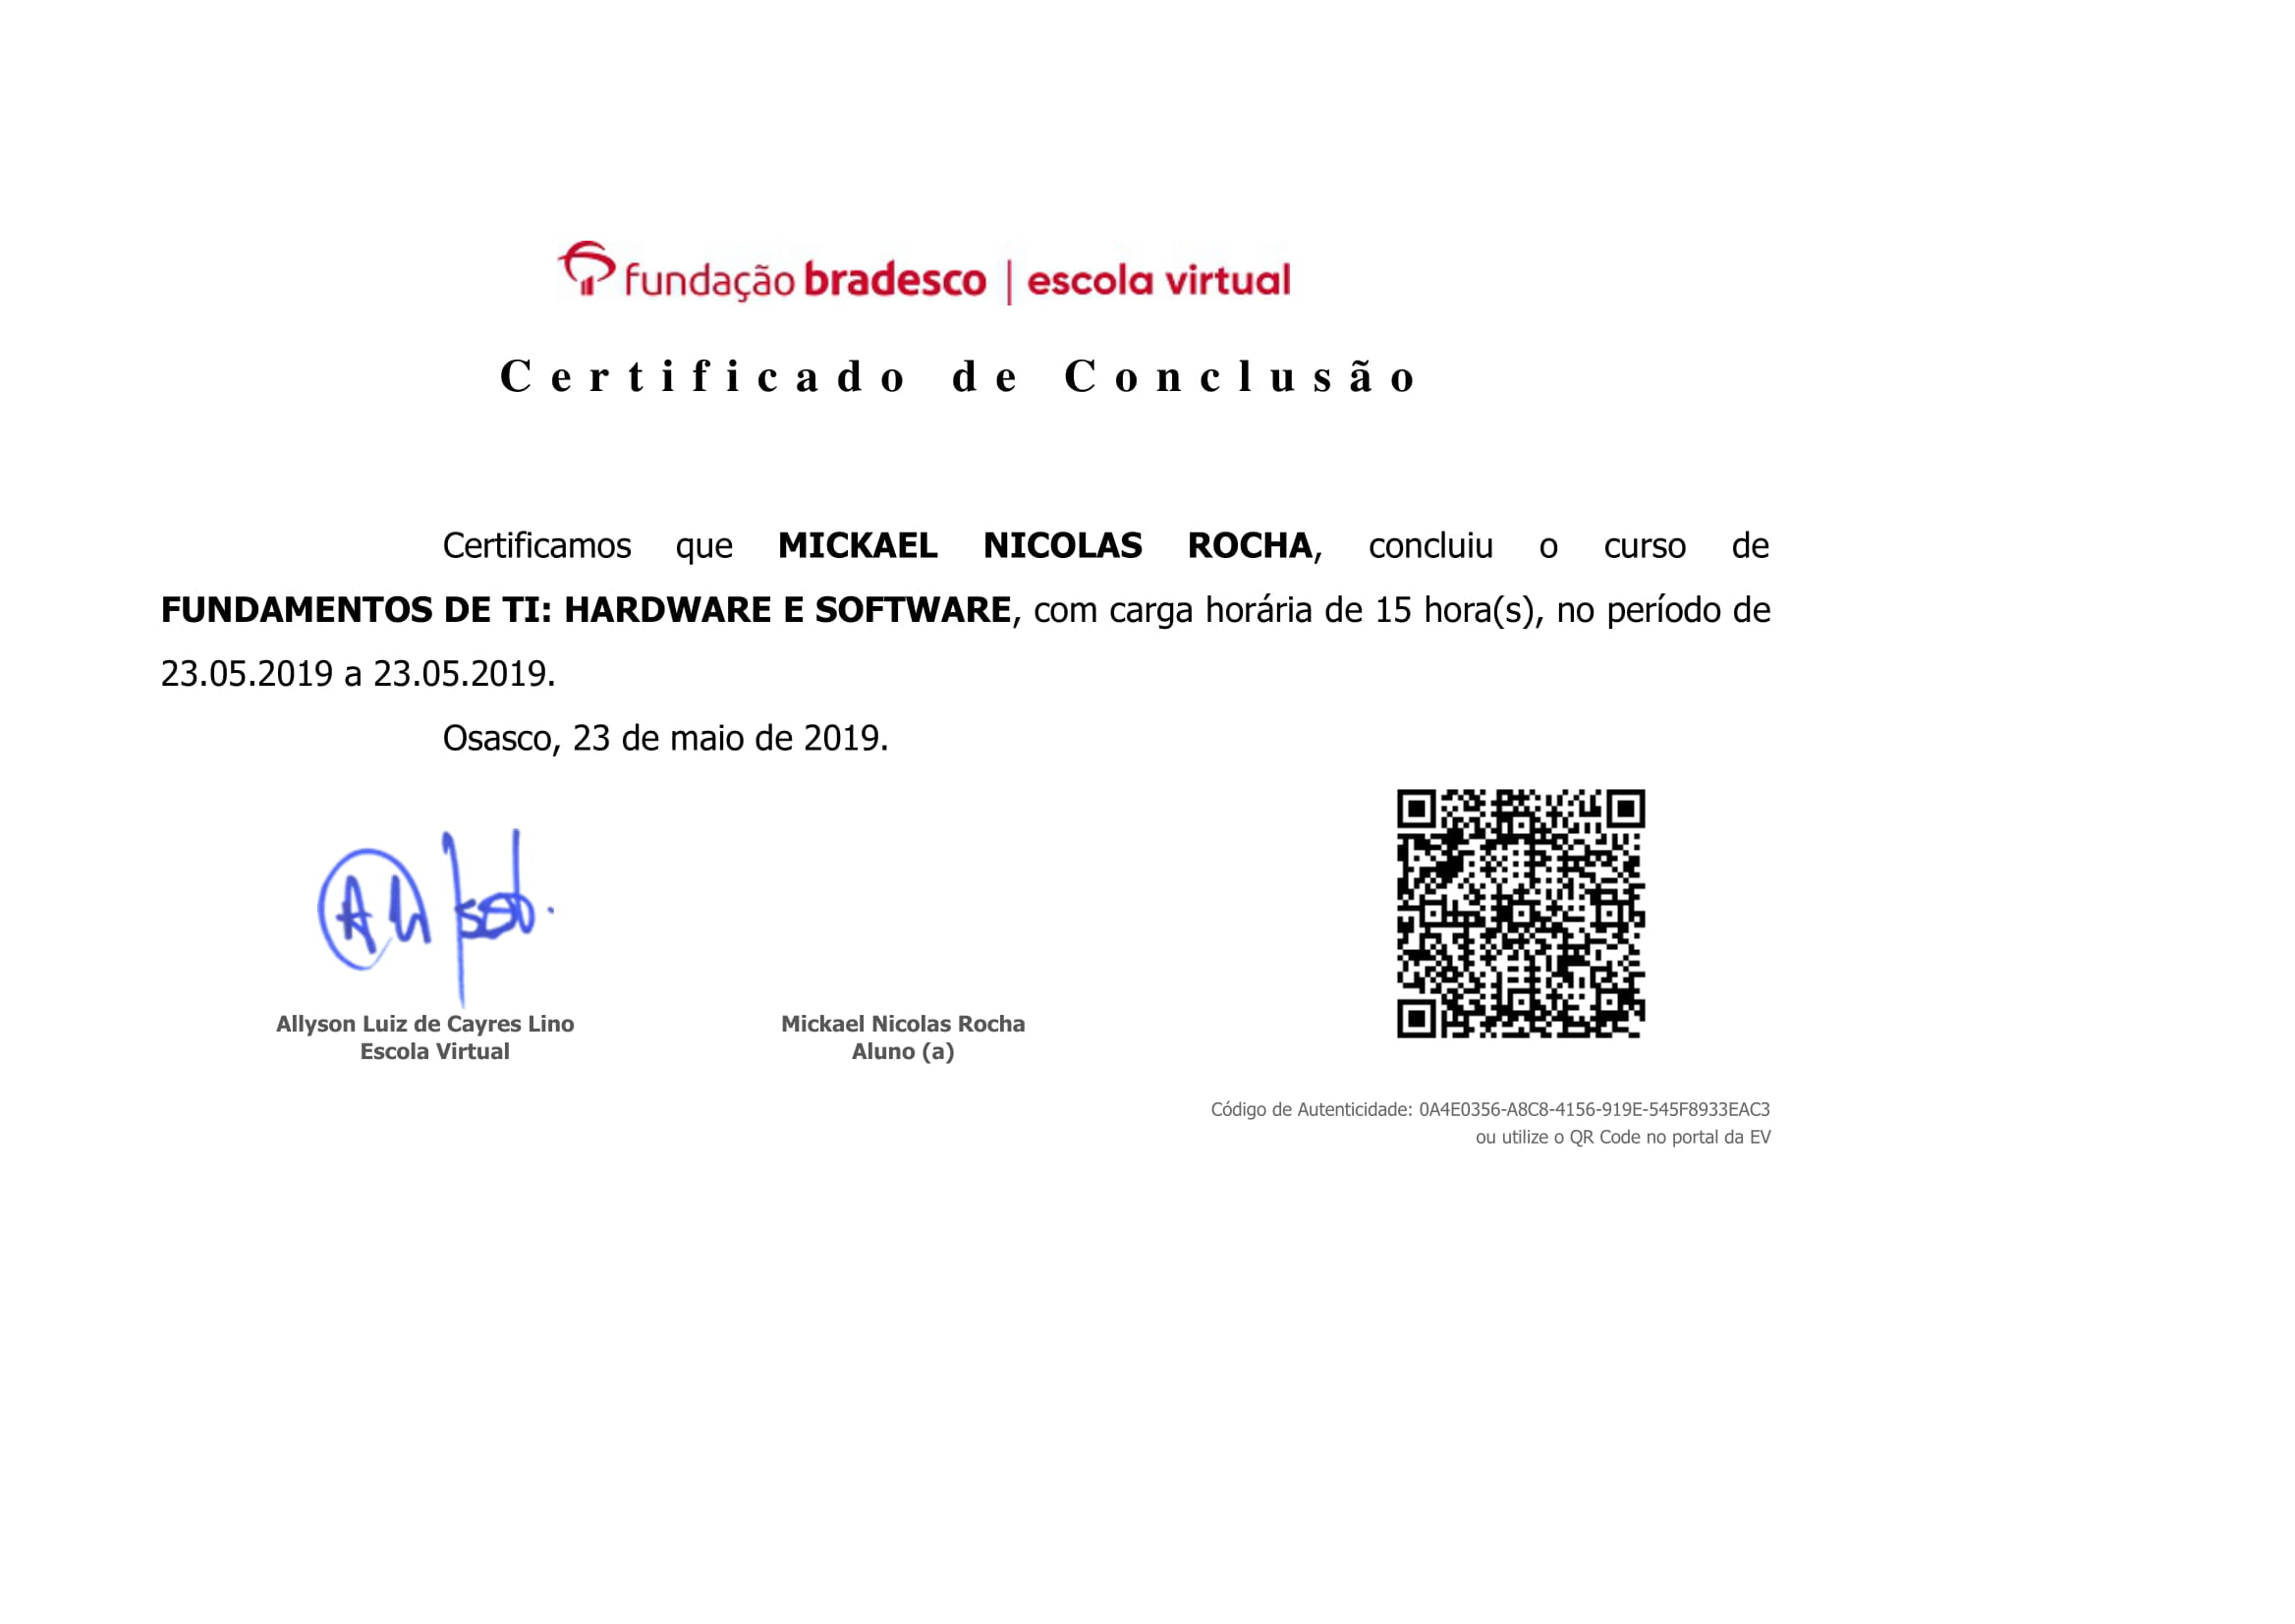 fundação bradesco | escola virtual
Certificado de Conclusão
Certificamos que MICKAEL NICOLAS ROCHA, concluiu o curso de
FUNDAMENTOS DE TI: HARDWARE E SOFTWARE, com carga horária de 15 hora(s), no período de
23.05.2019 a 23.05.2019.
Osasco, 23 de maio de 2019.
Allyson Luiz de Cayres Lino
Escola Virtual
Mickael Nicolas Rocha
Aluno (a)
Código de Autenticidade: 0A4E0356-A8C8-4156-919E-545F8933EAC3
ou utilize o QR Code no portal da EV